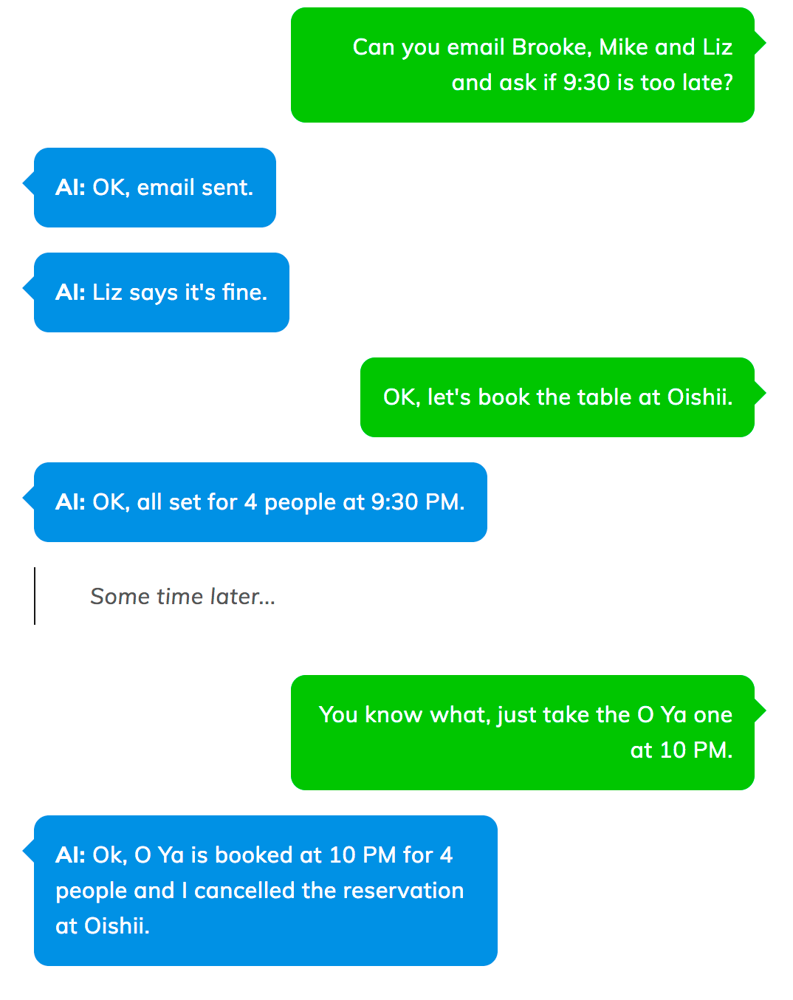 Can you email Brooke, Mike and Liz
and ask if 9:30 is too late?
AI: OK, email sent.
AI: Liz says it's fine.
OK, let's book the table at Oishii.
AI: OK, all set for 4 people at 9:30 PM.
Some time later...
You know what, just take the O Ya one
at 10 PM.
AI: Ok, O Ya is booked at 10 PM for 4
people and I cancelled the reservation
at Oishii.